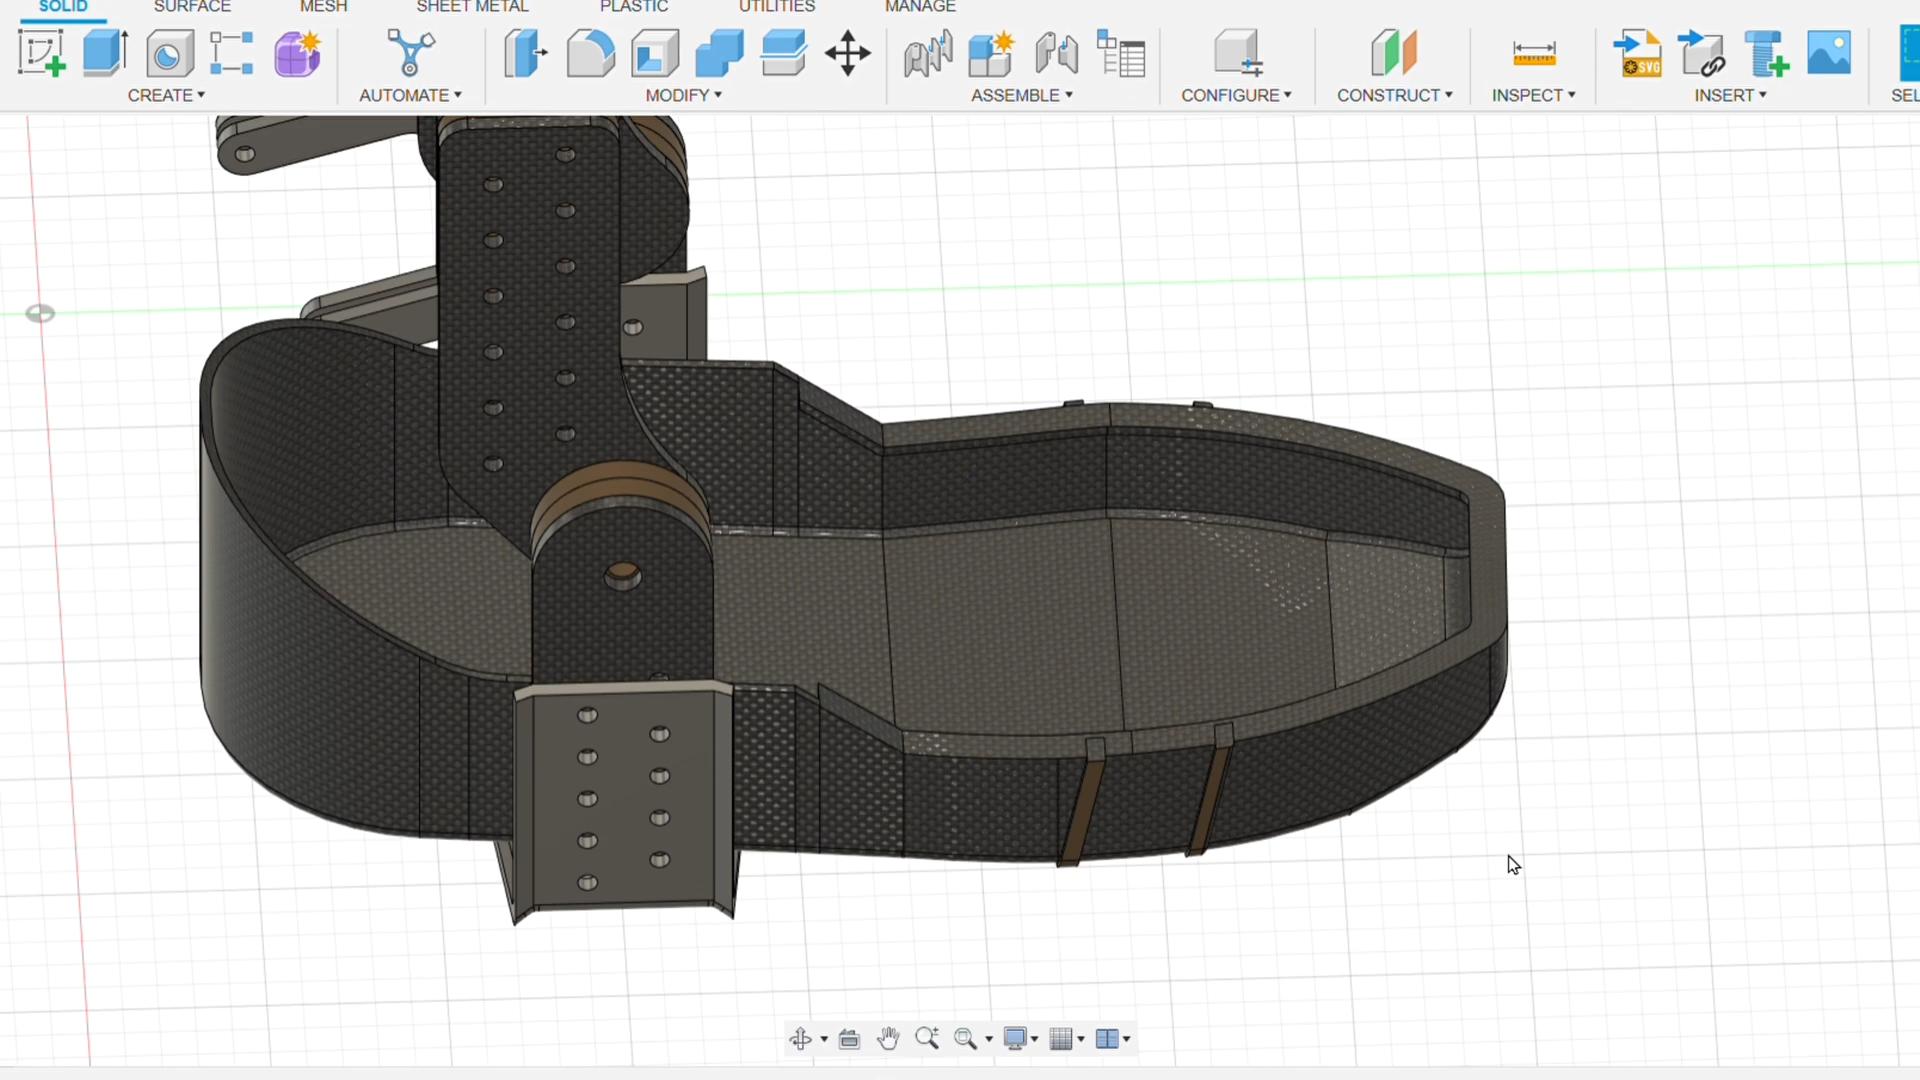 SOLID SURFACE MESH SHEET METAL PLASTIC UTILITIES MANAGE
SVG
CREATE AUTOMATE MODIFY ASSEMBLE CONFIGURE CONSTRUCT INSPECT INSERT SEL